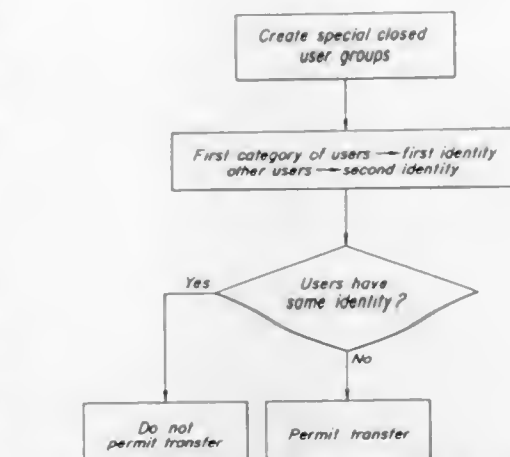 Create special closed
user groups
First category of users → first identity
other users → second identity
Users have
same identity?
Yes
No
Do not
permit transfer
Permit transfer